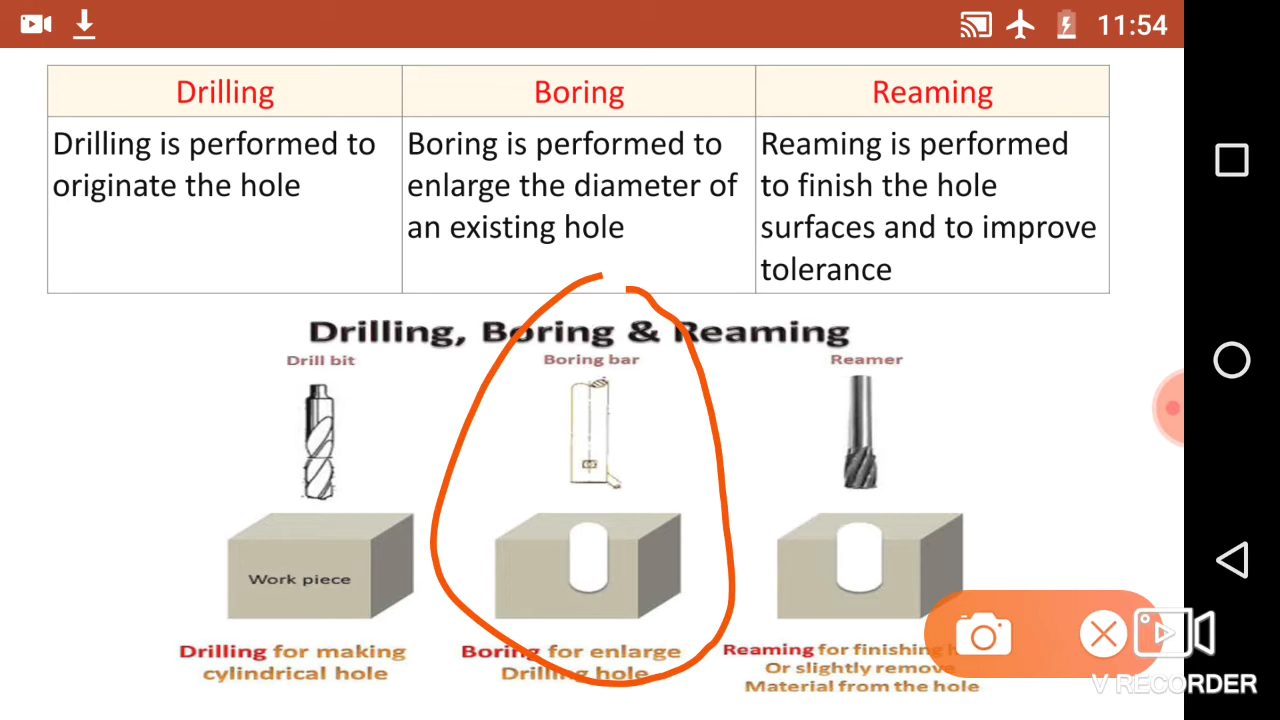 11:54
Drilling
Boring
Reaming
Drilling is performed to
originate the hole
Boring is performed to
enlarge the diameter of
an existing hole
Reaming is performed
to finish the hole
surfaces and to improve
tolerance
Drilling, Boring & Reaming
Drill bit
Boring bar
Reamer
Work piece
Drilling for making
cylindrical hole
Boring for enlarge
Drilling hole
Reaming for finishing
Or slightly remove
Material from the hole
V RECORDER